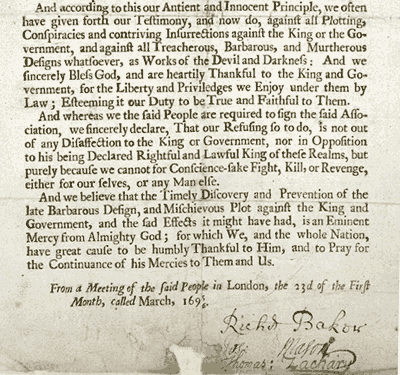 And according to this our Antient and Innocent Principle, we often
have given forth our Testimony, and now do, against all Plotting,
Conspiracies and contriving Insurrections against the King or the Go-
vernment, and against all Treacherous, Barbarous, and Murtherous
Designs whatsoever, as Works of the Devil and Darkness: And we
sincerely Bless God, and are heartily Thankful to the King and Go-
vernment, for the Liberty and Priviledges we Enjoy under them by
Law; Esteeming it our Duty to be True and Faithful to Them.
And whereas we the said People are required to sign the said Asso-
ciation, we sincerely declare, That our Refusing so to do, is not out
of any Disaffection to the King or Government, nor in Opposition
to his being Declared Rightful and Lawful King of these Realms, but
purely because we cannot for Conscience-sake Fight, Kill, or Revenge,
either for our selves, or any Man else.
And we believe that the Timely Discovery and Prevention of the
late Barbarous Design, and Mischievous Plot against the King and
Government, and the sad Effects it might have had, is an Eminent
Mercy from Almighty God; for which We, and the whole Nation,
have great cause to be humbly Thankful to Him, and to Pray for
the Continuance of his Mercies to Them and Us.
From a Meeting of the said People in London, the 23d of the First
Month, called March, 169
Richd Baker
Mason
Thomas: Zachary